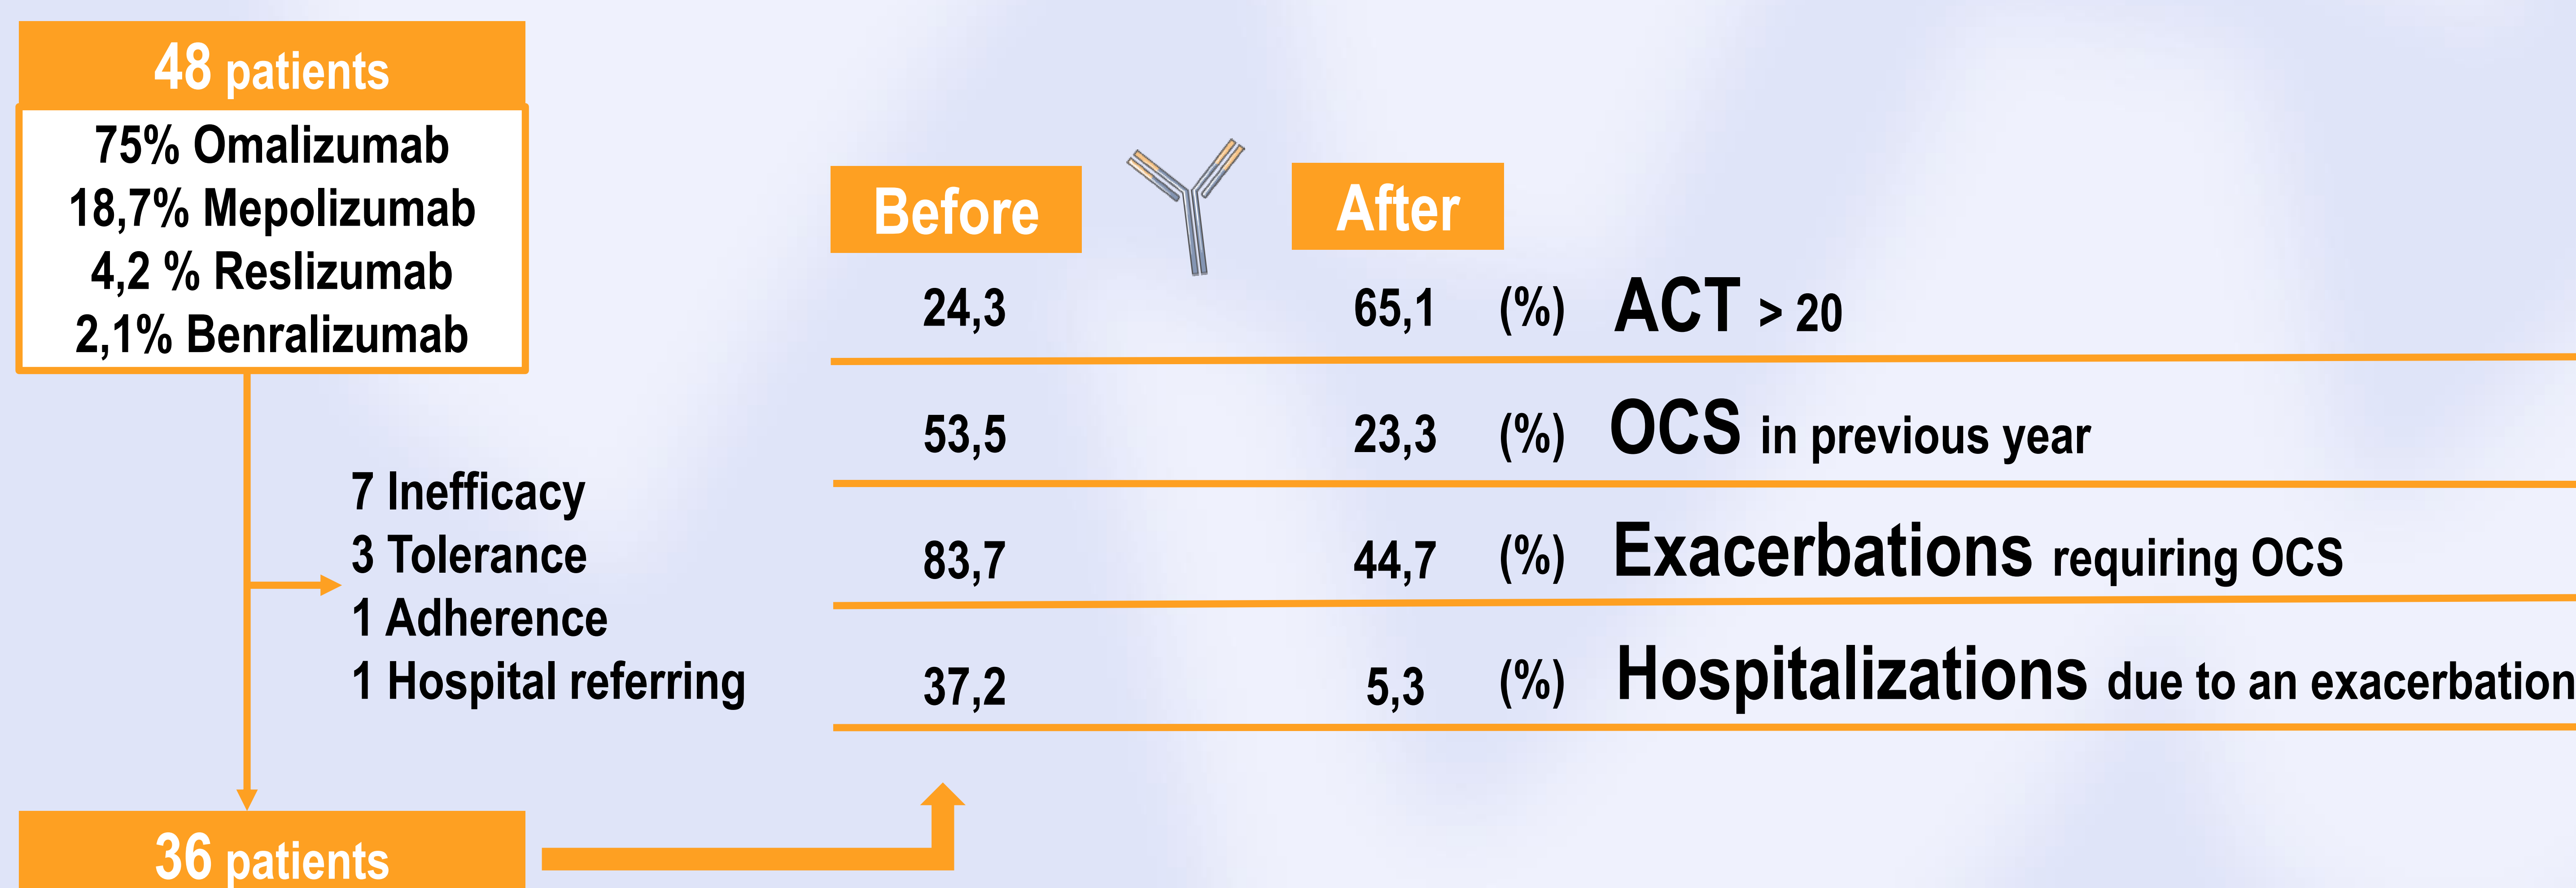 48 patients
75% Omalizumab
18,7% Mepolizumab
4,2 % Reslizumab
2,1% Benralizumab
7 Inefficacy
3 Tolerance
1 Adherence
1 Hospital referring
36 patients
Before After
24,3 65,1 (%) ACT > 20
53,5 23,3 (%) OCS in previous year
83,7 44,7 (%) Exacerbations requiring OCS
37,2 5,3 (%) Hospitalizations due to an exacerbation